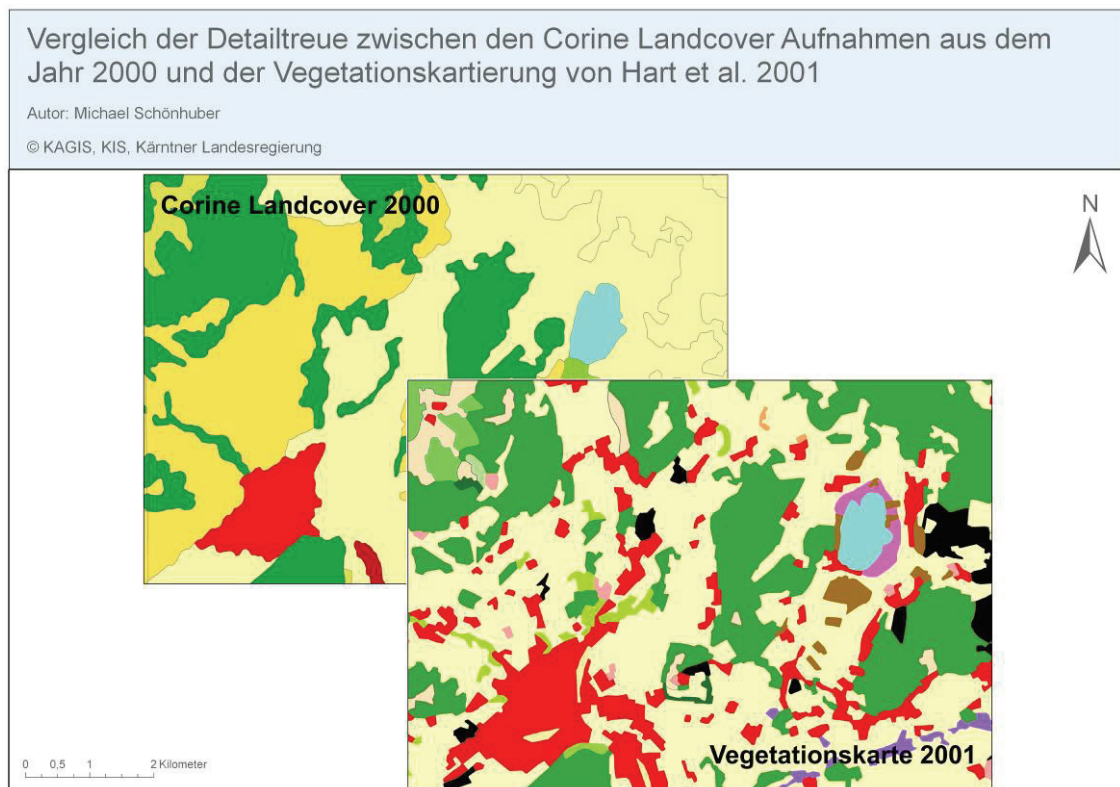 Vergleich der Detailtreue zwischen den Corine Landcover Aufnahmen aus dem
Jahr 2000 und der Vegetationskartierung von Hart et al. 2001
Autor: Michael Schönhuber
© KAGIS, KIS, Kärntner Landesregierung
Corine Landcover 2000
N
Vegetationskarte 2001
0 0,5 1 2 Kilometer